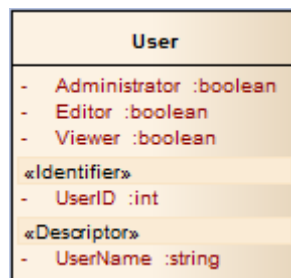 User
- Administrator :boolean
- Editor :boolean
- Viewer :boolean
«Identifier»
- UserID :int
«Descriptor»
- UserName :string